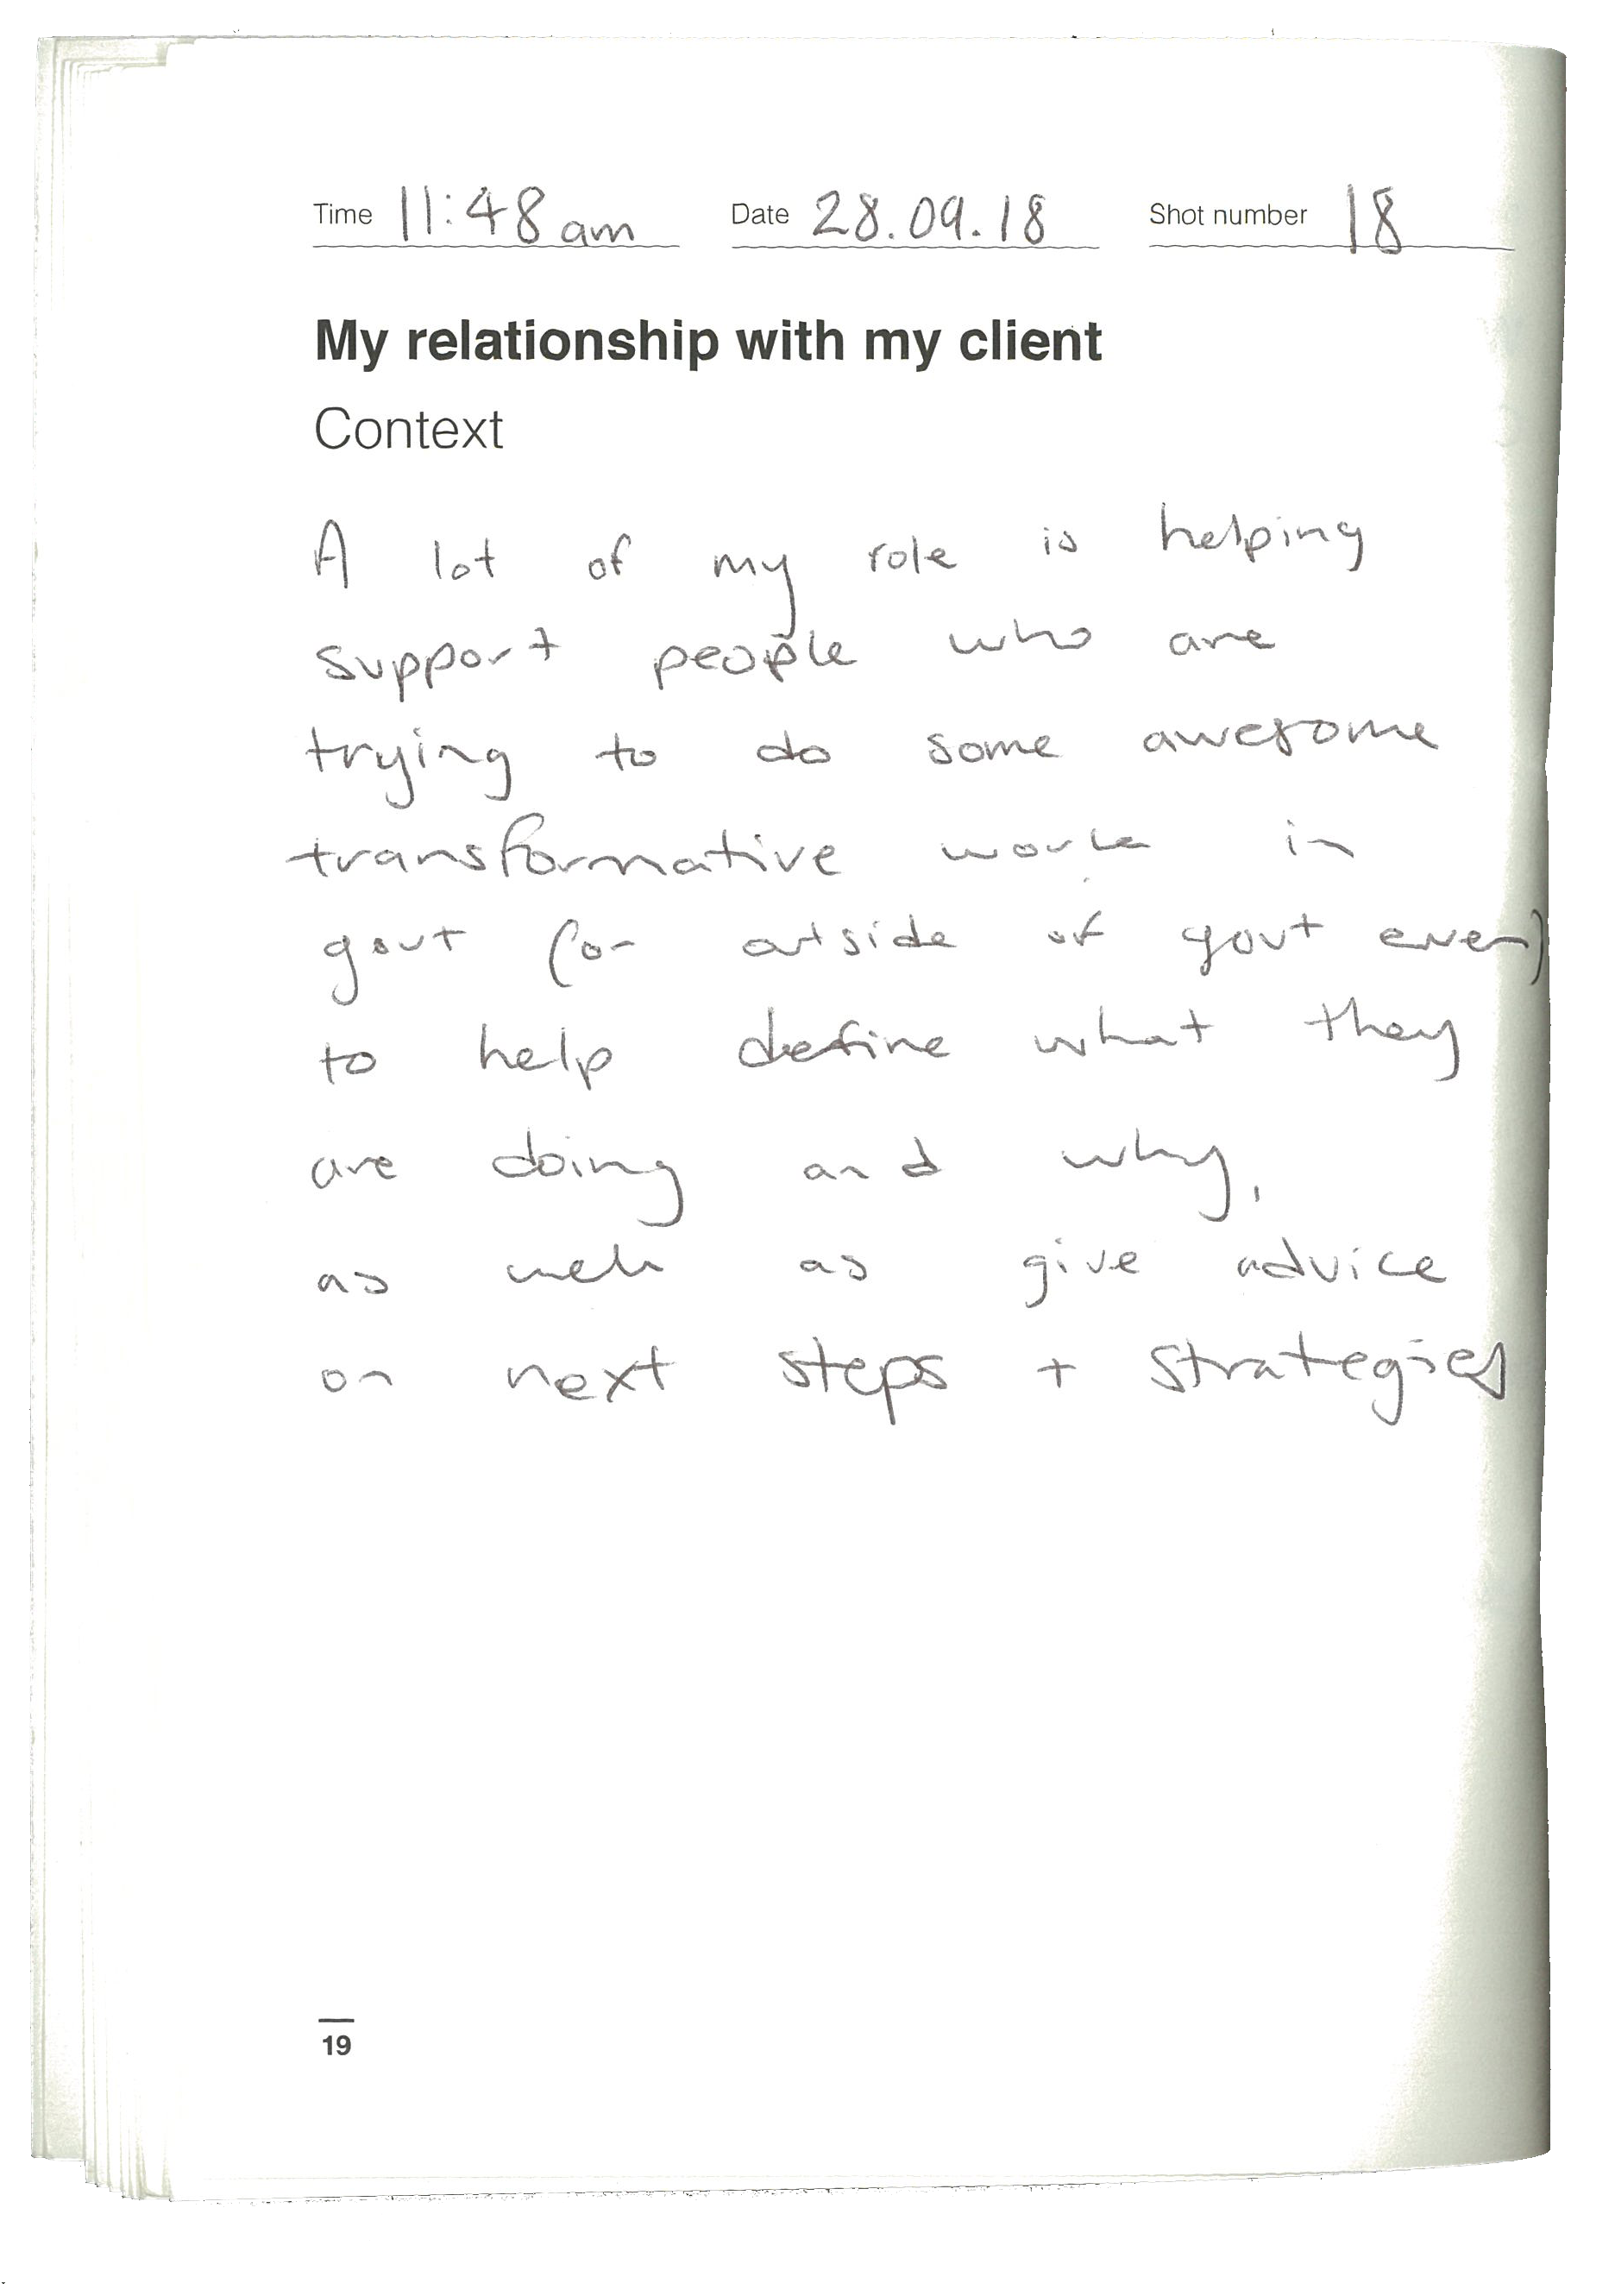 Time 11:48 am Date 28.09.18 Shot number 18
My relationship with my client
Context
A lot of my role is helping
support people who are
trying to do some awesome
transformative work in
govt (or outside of govt even)
to help define what they
are doing and why,
as well as give advice
on next steps + strategies
19